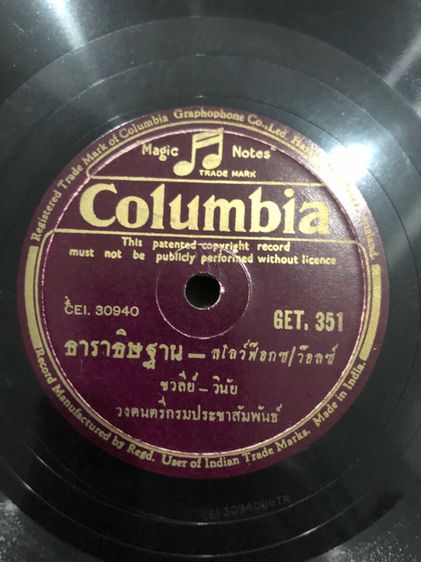 Registered Trade Mark of Columbia Graphophone Co., Ltd.
"Magic Notes"
TRADE MARK
Columbia
This patented copyright record
must not be publicly performed without licence
CEI. 30940
GET. 351
ธาราธิษฐาน – สโลว์ฟ๊อกซ/ว๊อลซ์
ชวลีย์ – วินัย
วงดนตรีกรมประชาสัมพันธ์
Record Manufactured by Regd. User of Indian Trade Marks. Made in India.